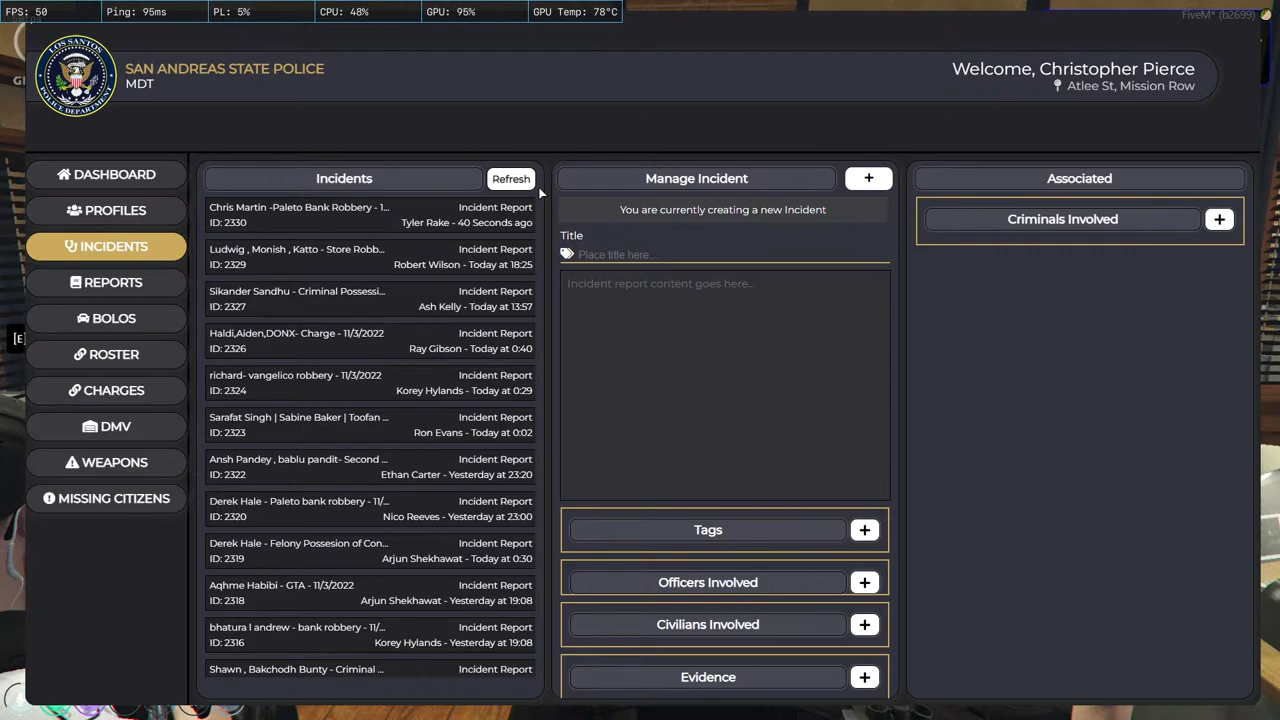 FPS: 50 Ping: 95ms PL: 5% CPU: 48% GPU: 95% GPU Temp: 78°C
FiveM* (b2699)
LOS SANTOS
POLICE DEPARTMENT
SAN ANDREAS STATE POLICE
MDT
Welcome, Christopher Pierce
Atlee St, Mission Row
[E]
DASHBOARD
PROFILES
INCIDENTS
REPORTS
BOLOS
ROSTER
CHARGES
DMV
WEAPONS
MISSING CITIZENS
Incidents Refresh
Chris Martin -Paleto Bank Robbery - 1... Incident Report
ID: 2330 Tyler Rake - 40 Seconds ago
Ludwig , Monish , Katto - Store Robb... Incident Report
ID: 2329 Robert Wilson - Today at 18:25
Sikander Sandhu - Criminal Possessi... Incident Report
ID: 2327 Ash Kelly - Today at 13:57
Haldi,Aiden,DONX- Charge - 11/3/2022 Incident Report
ID: 2326 Ray Gibson - Today at 0:40
richard- vangelico robbery - 11/3/2022 Incident Report
ID: 2324 Korey Hylands - Today at 0:29
Sarafat Singh | Sabine Baker | Toofan ... Incident Report
ID: 2323 Ron Evans - Today at 0:02
Ansh Pandey , bablu pandit- Second ... Incident Report
ID: 2322 Ethan Carter - Yesterday at 23:20
Derek Hale - Paleto bank robbery - 11/... Incident Report
ID: 2320 Nico Reeves - Yesterday at 23:00
Derek Hale - Felony Possesion of Con... Incident Report
ID: 2319 Arjun Shekhawat - Today at 0:30
Aqhme Habibi - GTA - 11/3/2022 Incident Report
ID: 2318 Arjun Shekhawat - Yesterday at 19:08
bhatura l andrew - bank robbery - 11/... Incident Report
ID: 2316 Korey Hylands - Yesterday at 19:08
Shawn , Bakchodh Bunty - Criminal ... Incident Report
Manage Incident +
You are currently creating a new Incident
Title
Place title here...
Incident report content goes here...
Tags +
Officers Involved +
Civilians Involved +
Evidence +
Associated
Criminals Involved +